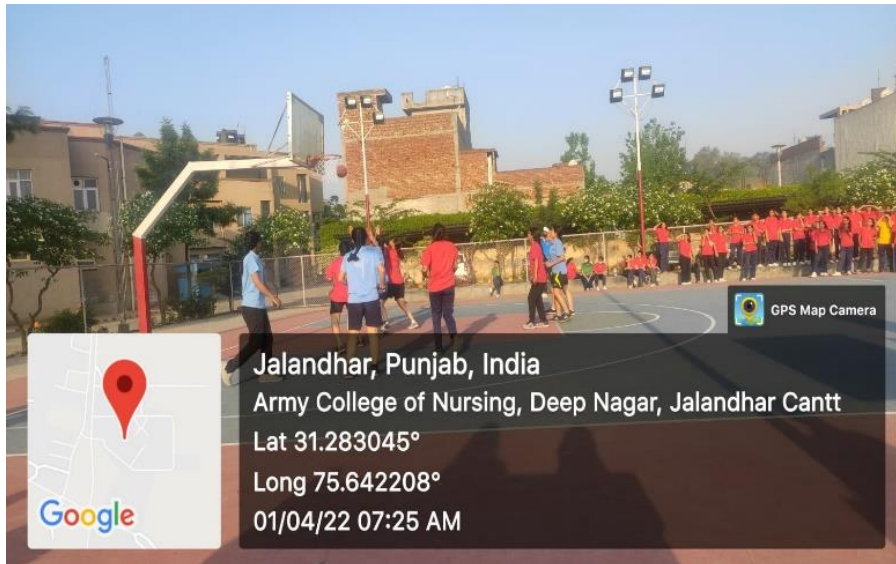 GPS Map Camera
Jalandhar, Punjab, India
Army College of Nursing, Deep Nagar, Jalandhar Cantt
Lat 31.283045°
Long 75.642208°
01/04/22 07:25 AM
Google